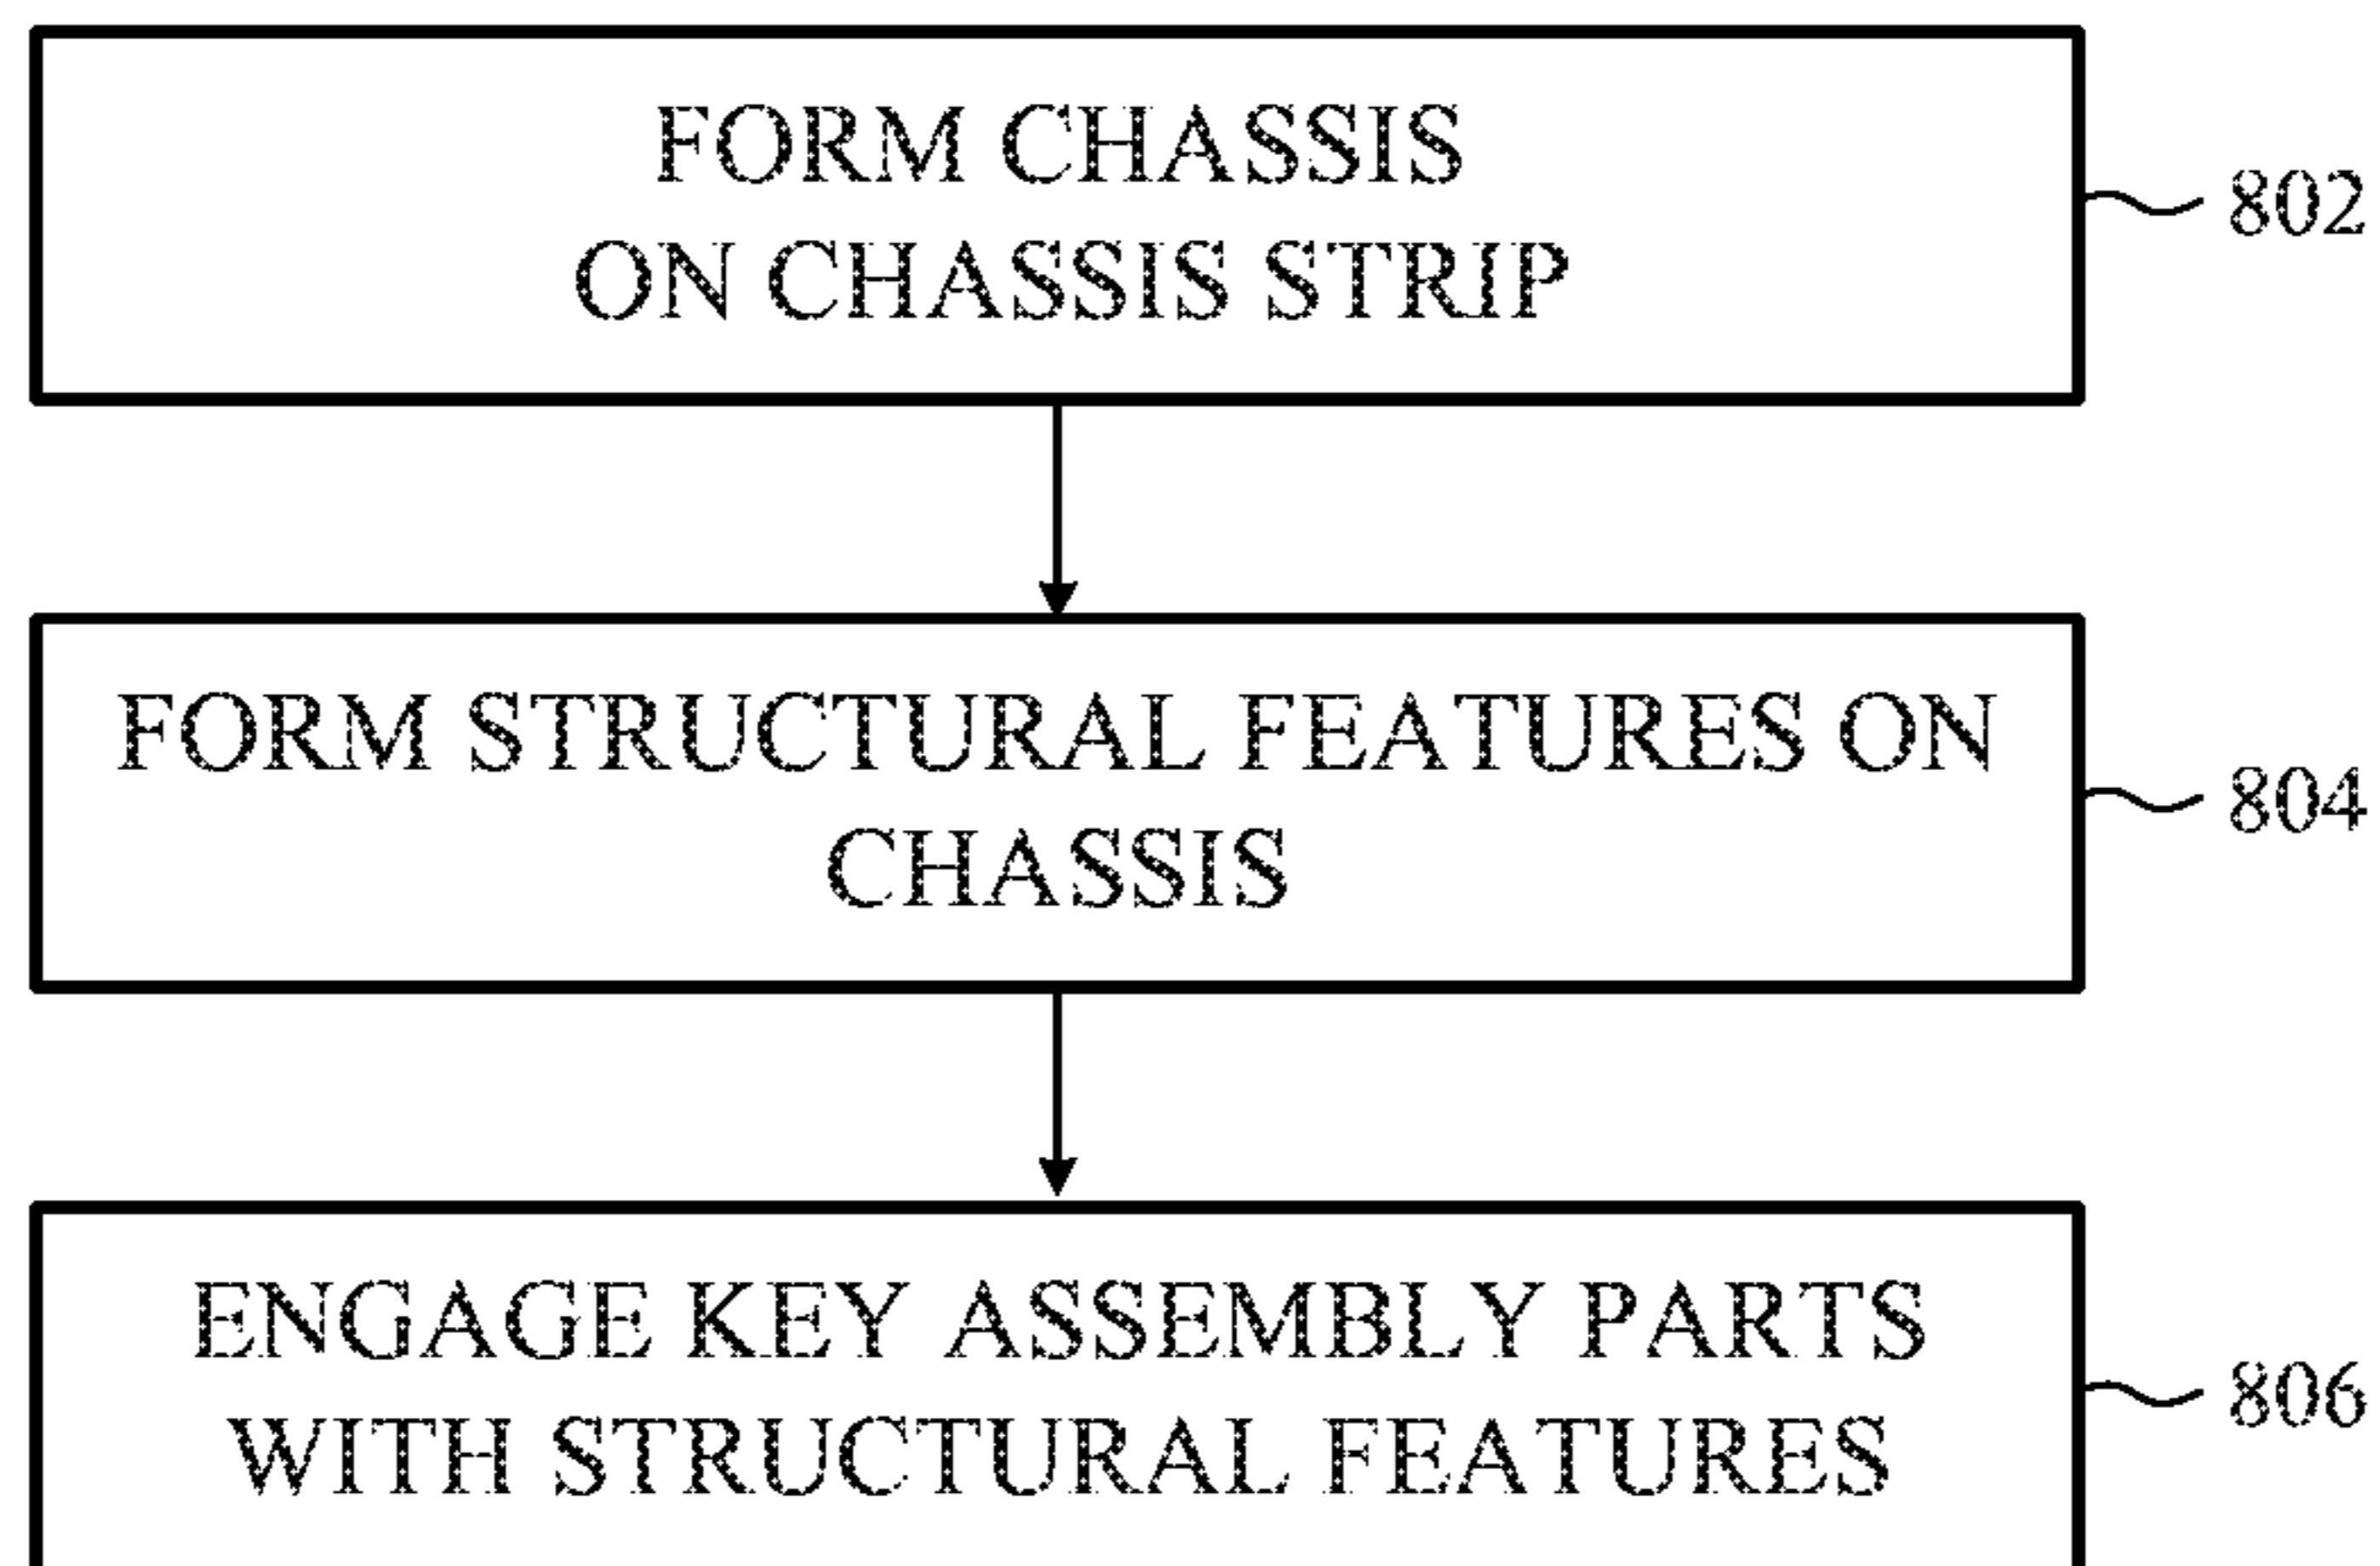 FORM CHASSIS
ON CHASSIS STRIP
802
FORM STRUCTURAL FEATURES ON
CHASSIS
804
ENGAGE KEY ASSEMBLY PARTS
WITH STRUCTURAL FEATURES
806